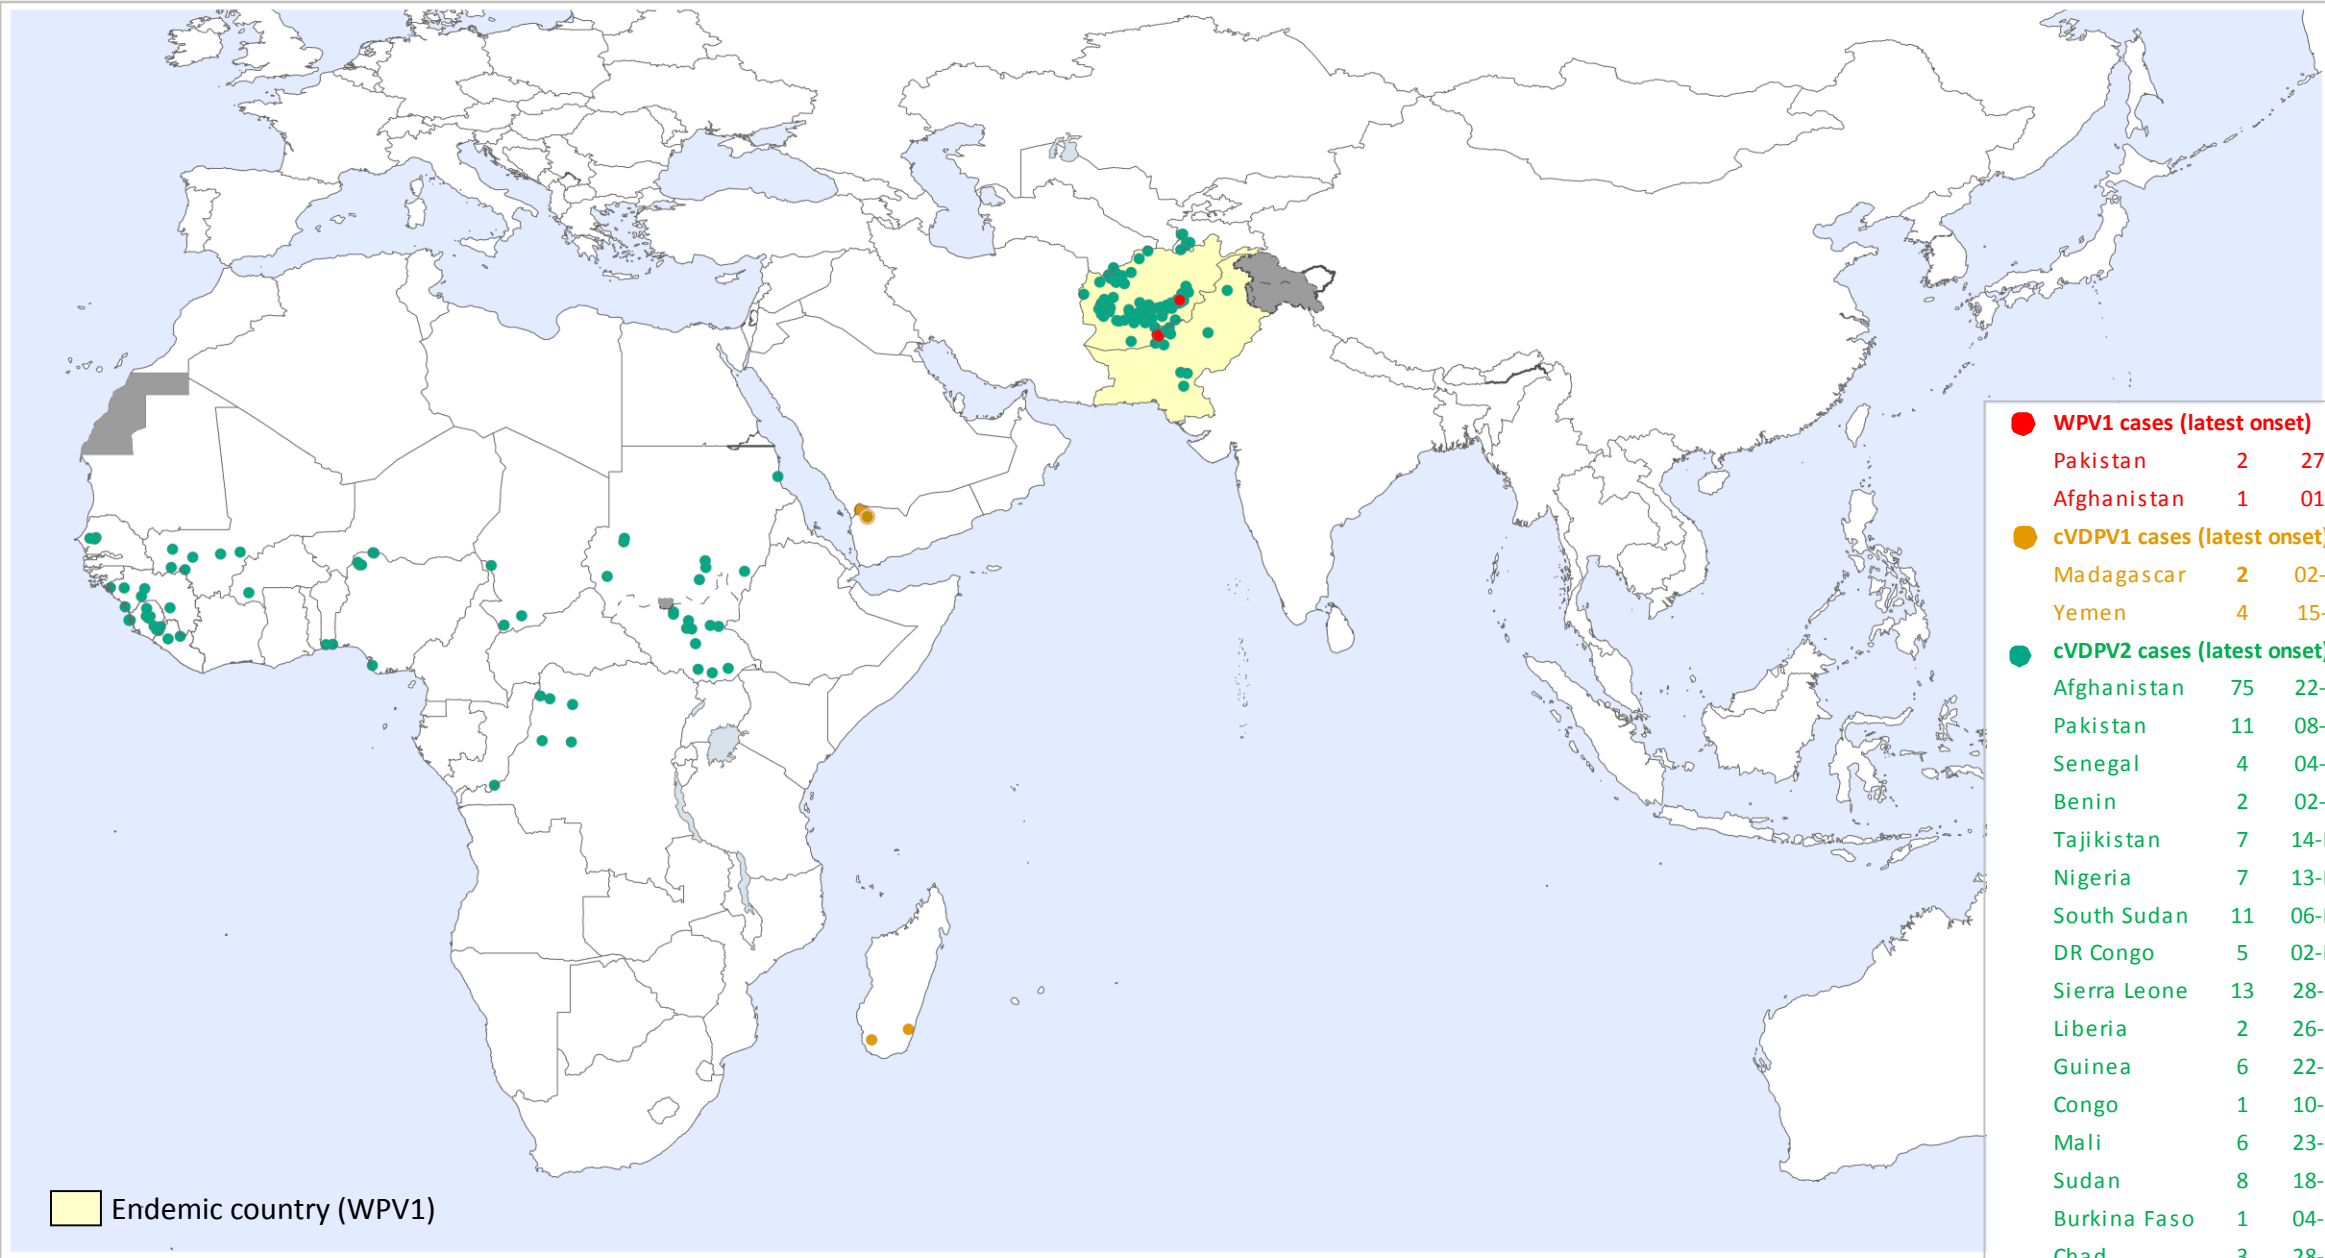 WPV1 cases (latest onset)
Pakistan 2 27
Afghanistan 1 01
cVDPV1 cases (latest onset)
Madagascar 2 02-
Yemen 4 15-
cVDPV2 cases (latest onset)
Afghanistan 75 22-
Pakistan 11 08-
Senegal 4 04-
Benin 2 02-
Tajikistan 7 14-
Nigeria 7 13-
South Sudan 11 06-
DR Congo 5 02-
Sierra Leone 13 28-
Liberia 2 26-
Guinea 6 22-
Congo 1 10-
Mali 6 23-
Sudan 8 18-
Burkina Faso 1 04-
Chad 3 28-
Endemic country (WPV1)